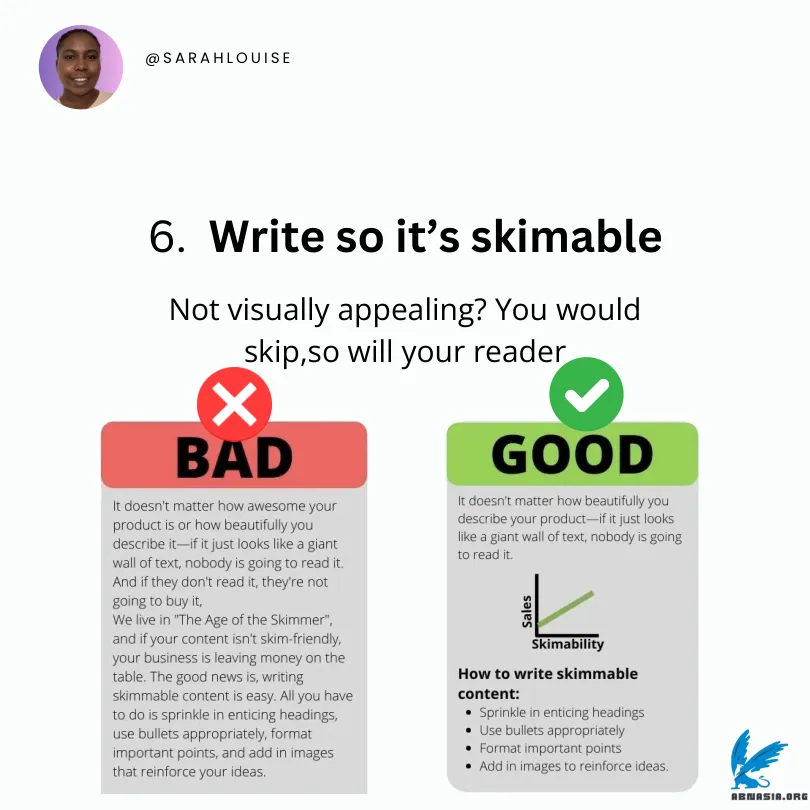 @SARAHLOUISE
6. Write so it's skimable
Not visually appealing? You would
skip,so will your reader
BAD
It doesn't matter how awesome your
product is or how beautifully you
describe it—if it just looks like a giant
wall of text, nobody is going to read it.
And if they don't read it, they're not
going to buy it,
We live in "The Age of the Skimmer",
and if your content isn't skim-friendly,
your business is leaving money on the
table. The good news is, writing
skimmable content is easy. All you have
to do is sprinkle in enticing headings,
use bullets appropriately, format
important points, and add in images
that reinforce your ideas.
GOOD
It doesn't matter how beautifully you
describe your product—if it just looks
like a giant wall of text, nobody is going
to read it.
Sales
Skimability
How to write skimmable
content:
• Sprinkle in enticing headings
• Use bullets appropriately
• Format important points
• Add in images to reinforce ideas.
ABNASIA.ORG